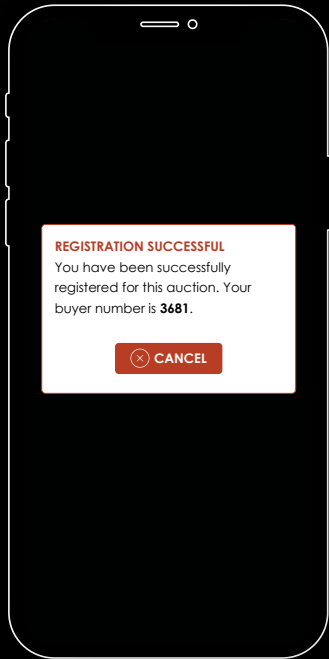 REGISTRATION SUCCESSFUL
You have been successfully
registered for this auction. Your
buyer number is 3681.
CANCEL